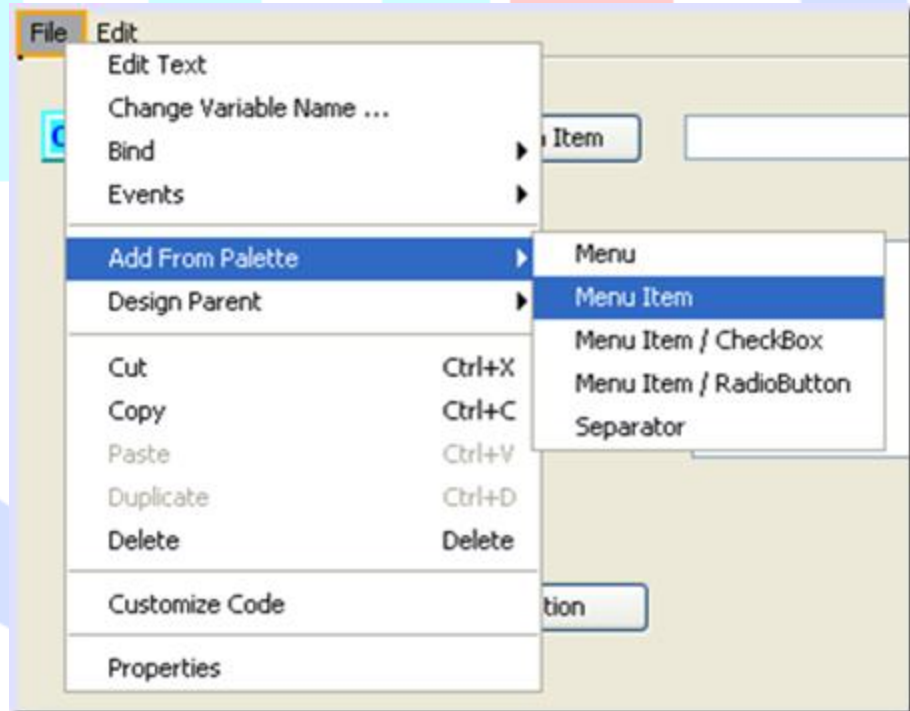 File Edit
Edit Text
Change Variable Name ...
Bind
Item
Events
Add From Palette
Menu
Design Parent
Menu Item
Menu Item / CheckBox
Cut Ctrl+X
Menu Item / RadioButton
Copy Ctrl+C
Separator
Paste Ctrl+V
Duplicate Ctrl+D
Delete Delete
Customize Code
tion
Properties